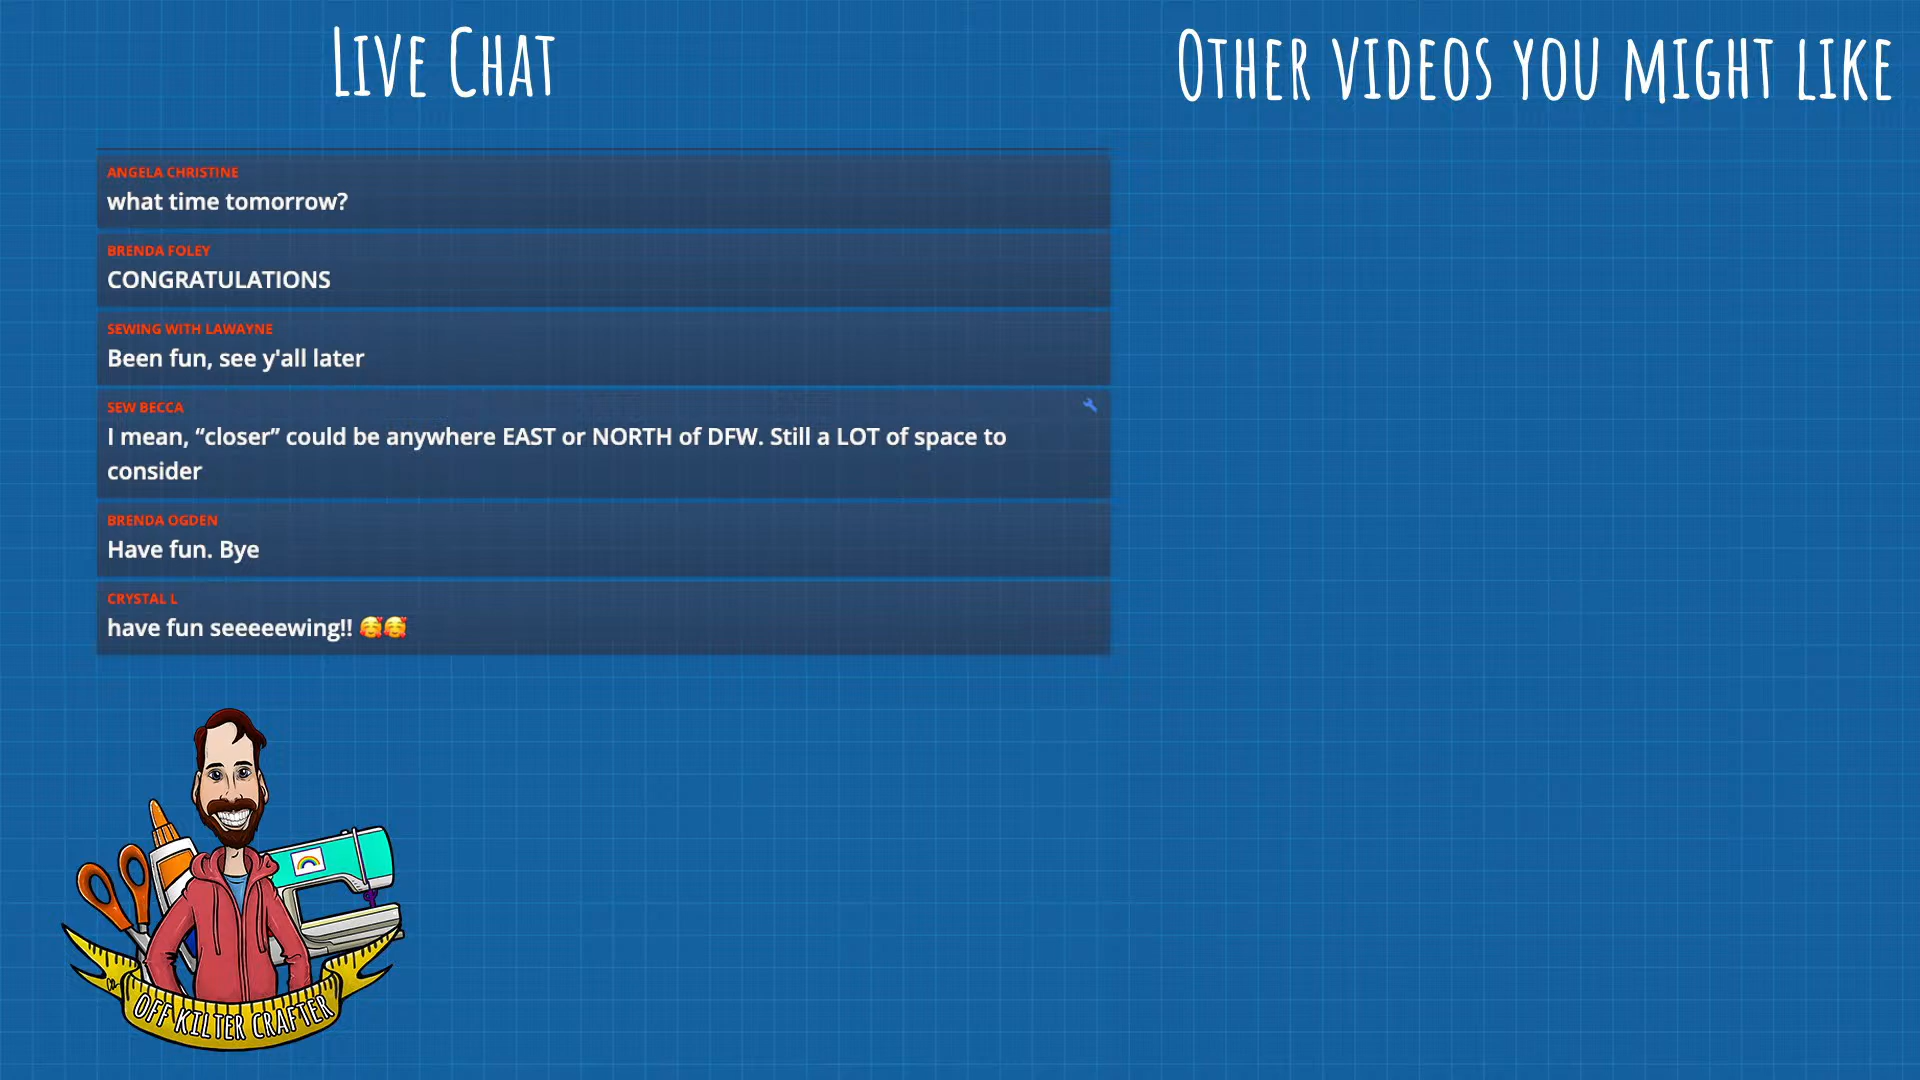 Live Chat
Other videos you might like
ANGELA CHRISTINE
what time tomorrow?
BRENDA FOLEY
CONGRATULATIONS
SEWING WITH LAWAYNE
Been fun, see y'all later
SEW BECCA
I mean, “closer” could be anywhere EAST or NORTH of DFW. Still a LOT of space to
consider
BRENDA OGDEN
Have fun. Bye
CRYSTAL L
have fun seeeeewing!! 🥰🥰
OFF KILTER CRAFTER